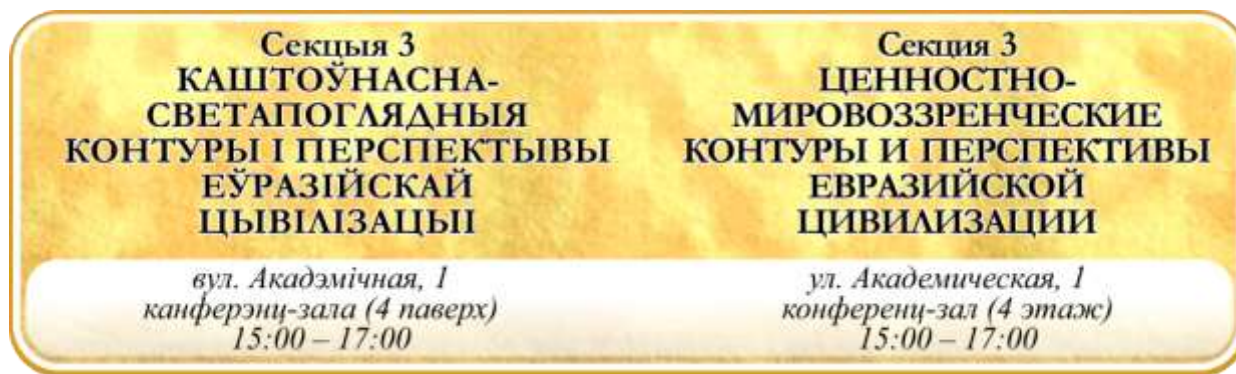 Секцыя 3
КАШТОЎНАСНА-
СВЕТАПОГЛЯДНЫЯ
КОНТУРЫ І ПЕРСПЕКТЫВЫ
ЕЎРАЗІЙСКАЙ
ЦЫВІЛІЗАЦЫІ
вул. Акадэмічная, 1
канферэнц-зала (4 паверх)
15:00 – 17:00
Секция 3
ЦЕННОСТНО-
МИРОВОЗЗРЕНЧЕСКИЕ
КОНТУРЫ И ПЕРСПЕКТИВЫ
ЕВРАЗИЙСКОЙ
ЦИВИЛИЗАЦИИ
ул. Академическая, 1
конференц-зал (4 этаж)
15:00 – 17:00